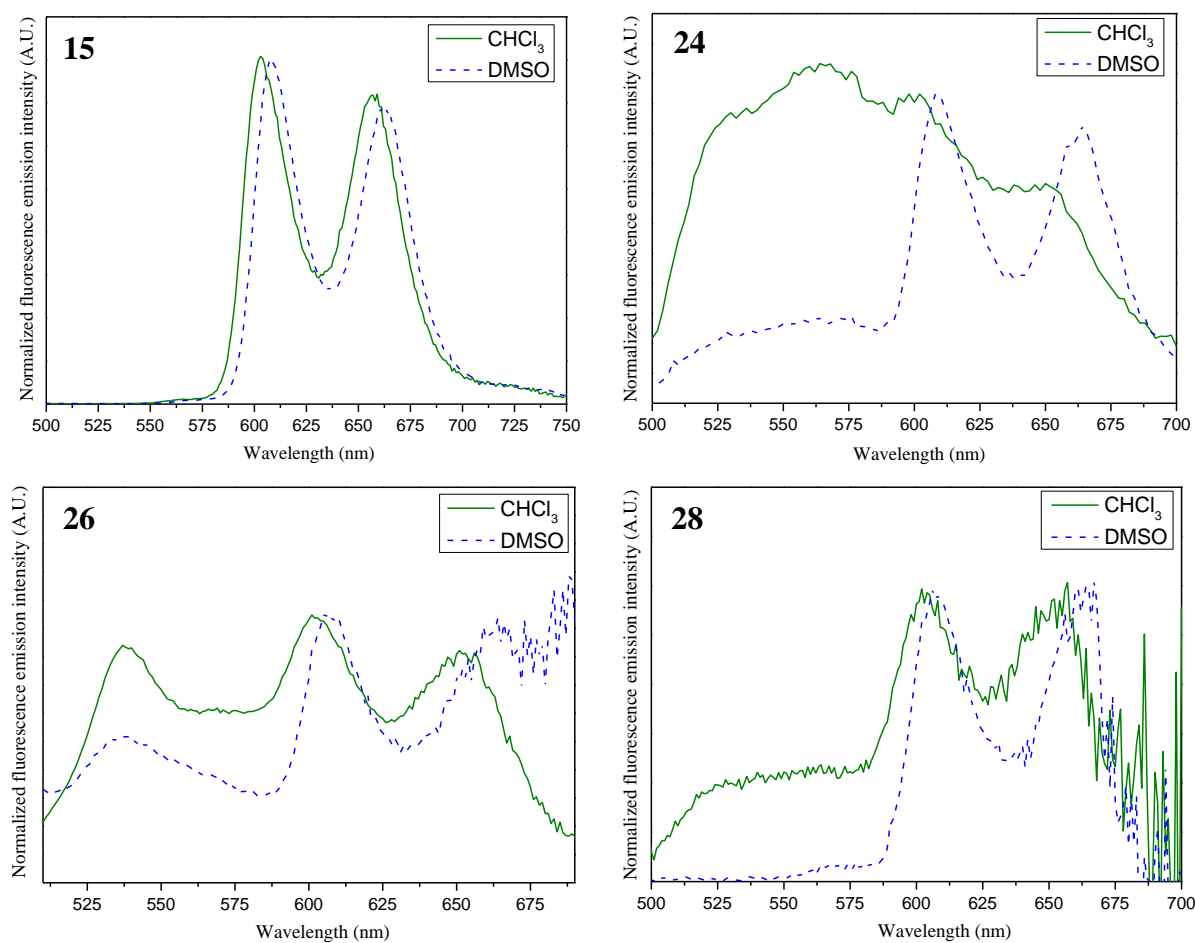 15
CHCl3
DMSO
Normalized fluorescence emission intensity (A.U.)
500 525 550 575 600 625 650 675 700 725 750
Wavelength (nm)
24
CHCl3
DMSO
Normalized fluorescence emission intensity (A.U.)
500 525 550 575 600 625 650 675 700
Wavelength (nm)
26
CHCl3
DMSO
Normalized fluorescence emission intensity (A.U.)
525 550 575 600 625 650 675
Wavelength (nm)
28
CHCl3
DMSO
Normalized fluorescence emission intensity (A.U.)
500 525 550 575 600 625 650 675 700
Wavelength (nm)